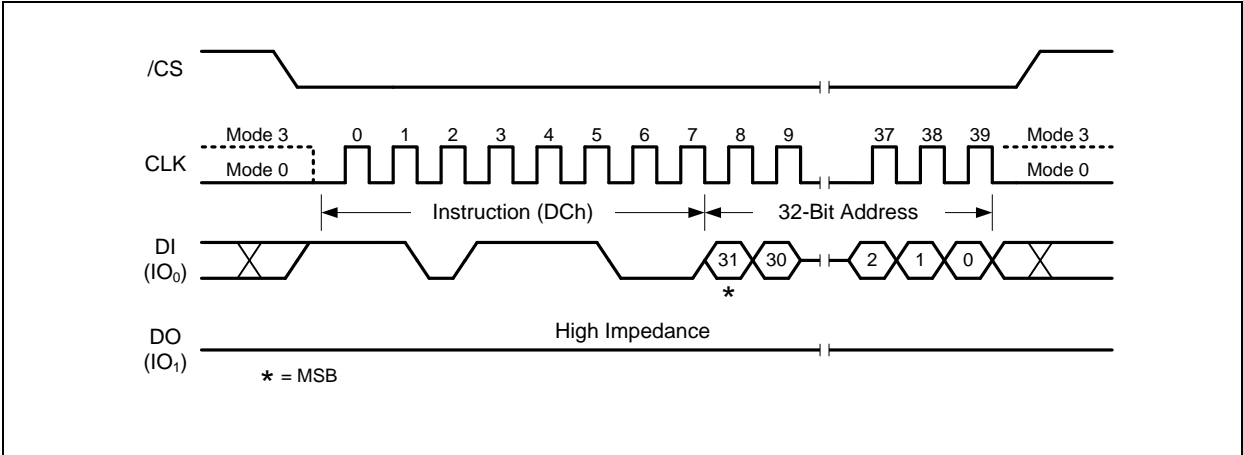 /CS
Mode 3 0 1 2 3 4 5 6 7 8 9 37 38 39 Mode 3
CLK
Mode 0 Mode 0
Instruction (DCh) 32-Bit Address
DI
(IO₀)
31 30 2 1 0
*
High Impedance
DO
(IO₁)
* = MSB